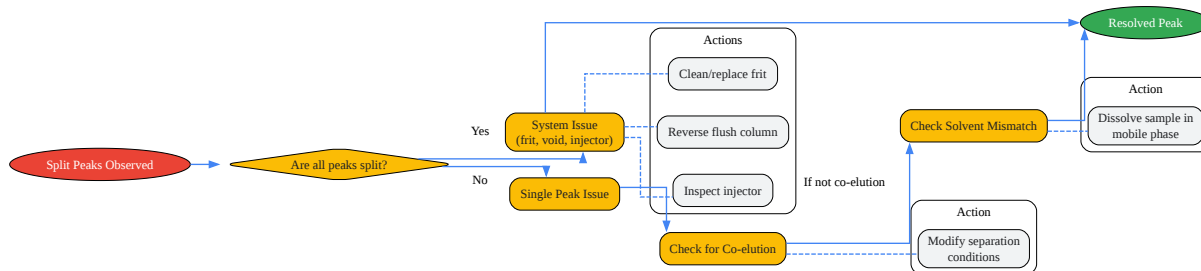 Resolved Peak
Actions
Clean/replace frit
Action
Dissolve sample in
mobile phase
Yes
System Issue
(frit, void, injector)
Reverse flush column
Check Solvent Mismatch
Split Peaks Observed
Are all peaks split?
No
Single Peak Issue
Inspect injector
If not co-elution
Action
Check for Co-elution
Modify separation
conditions